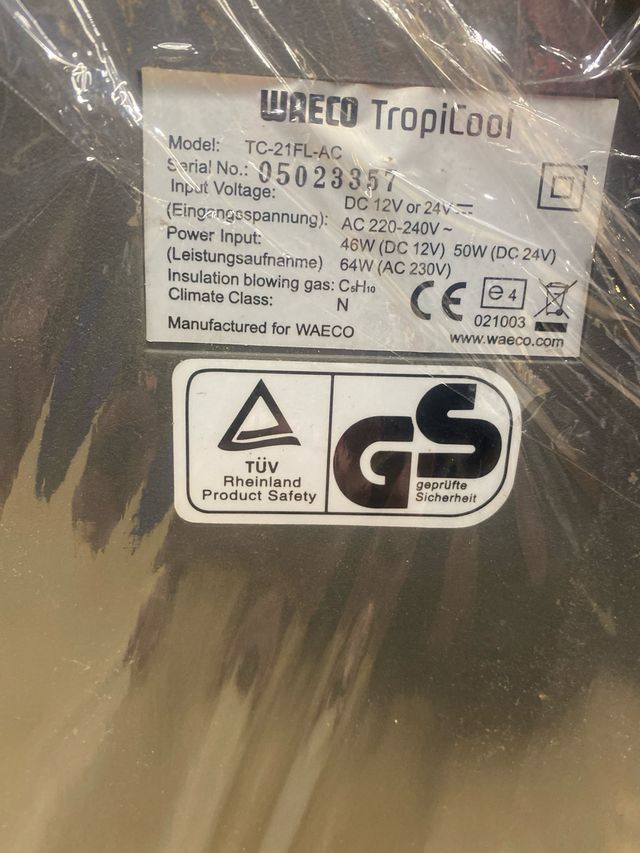 WAECO TropiCool
Model: TC-21FL-AC
Serial No.: 05023357
Input Voltage: DC 12V or 24V
(Eingangsspannung): AC 220-240V ~
Power Input: 46W (DC 12V) 50W (DC 24V)
(Leistungsaufnahme) 64W (AC 230V)
Insulation blowing gas: C₅H₁₀
Climate Class: N
CE e4
021003
Manufactured for WAECO
www.waeco.com
TÜV
Rheinland
Product Safety
GS
geprüfte
Sicherheit